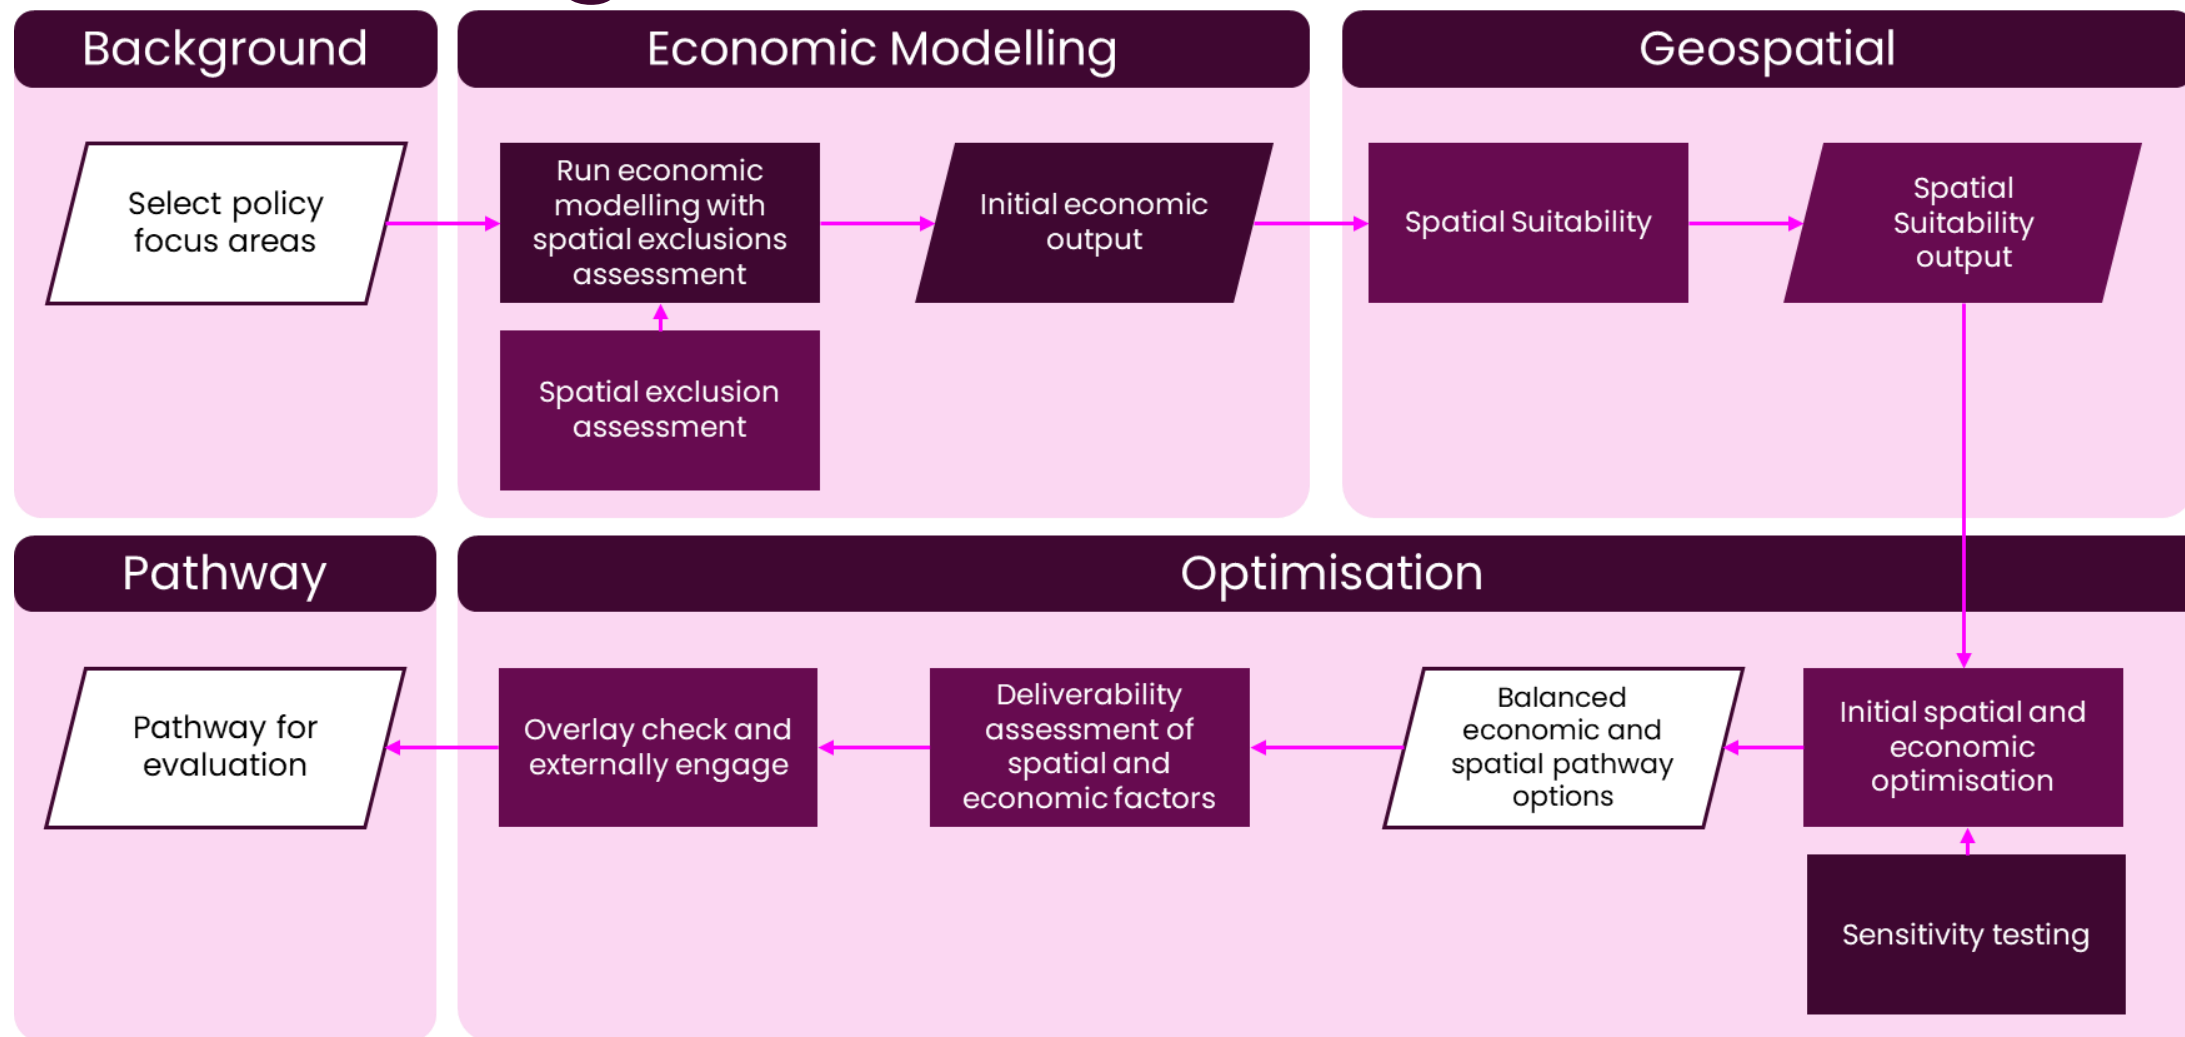 Background
Economic Modelling
Geospatial
Select policy
focus areas
Run economic
modelling with
spatial exclusions
assessment
Initial economic
output
Spatial Suitability
Spatial
Suitability
output
Spatial exclusion
assessment
Pathway
Optimisation
Pathway for
evaluation
Overlay check and
externally engage
Deliverability
assessment of
spatial and
economic factors
Balanced
economic and
spatial pathway
options
Initial spatial and
economic
optimisation
Sensitivity testing